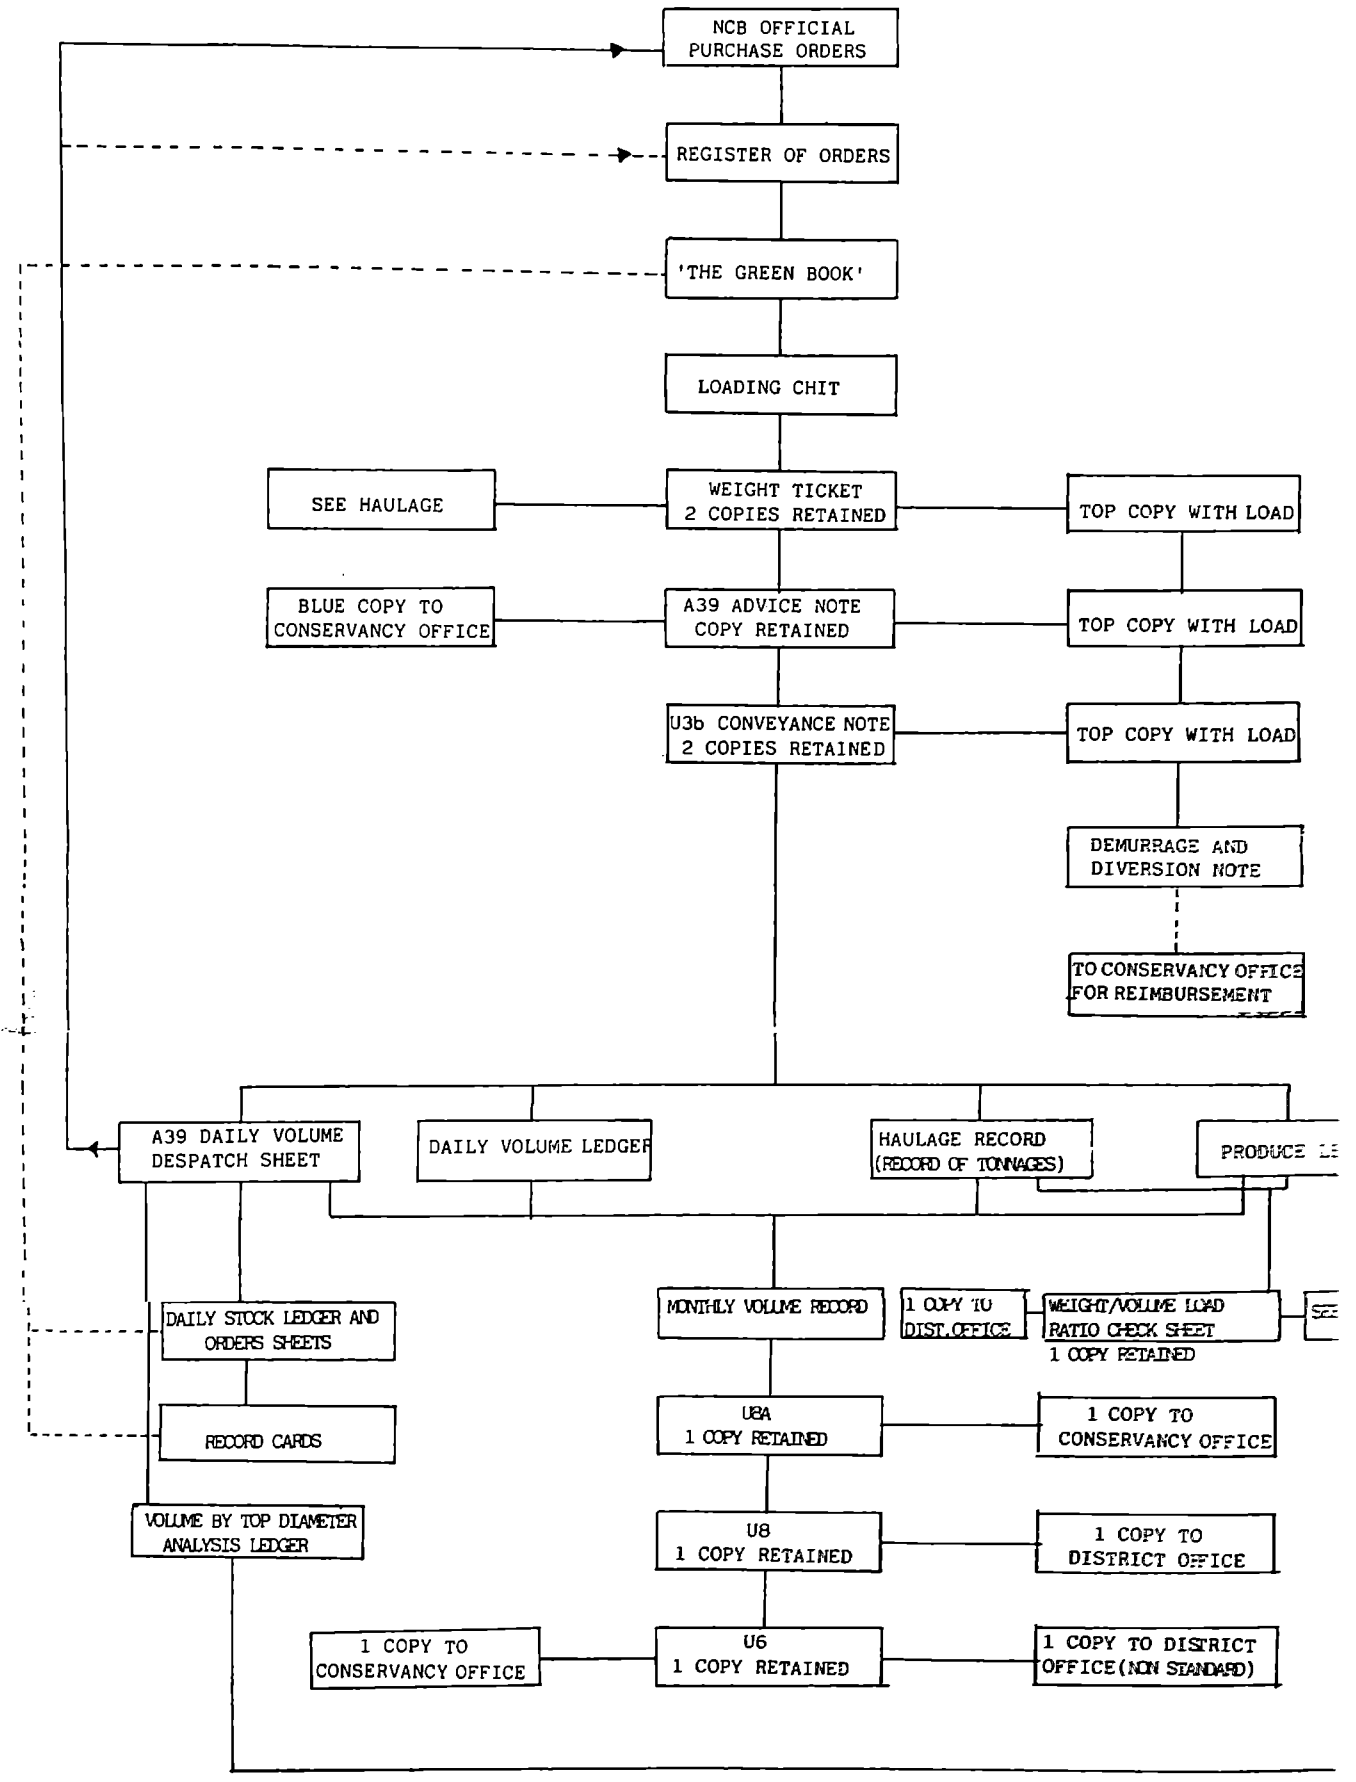 NCB OFFICIAL
PURCHASE ORDERS
REGISTER OF ORDERS
'THE GREEN BOOK'
LOADING CHIT
SEE HAULAGE
WEIGHT TICKET
2 COPIES RETAINED
TOP COPY WITH LOAD
BLUE COPY TO
CONSERVANCY OFFICE
A39 ADVICE NOTE
COPY RETAINED
TOP COPY WITH LOAD
U3b CONVEYANCE NOTE
2 COPIES RETAINED
TOP COPY WITH LOAD
DEMURRAGE AND
DIVERSION NOTE
TO CONSERVANCY OFFICE
FOR REIMBURSEMENT
A39 DAILY VOLUME
DESPATCH SHEET
DAILY VOLUME LEDGER
HAULAGE RECORD
(RECORD OF TONNAGES)
PRODUCE LE
DAILY STOCK LEDGER AND
ORDERS SHEETS
MONTHLY VOLUME RECORD
1 COPY TO
DIST.OFFICE
WEIGHT/VOLUME LOAD
RATIO CHECK SHEET
1 COPY RETAINED
SEE
RECORD CARDS
U8A
1 COPY RETAINED
1 COPY TO
CONSERVANCY OFFICE
VOLUME BY TOP DIAMETER
ANALYSIS LEDGER
U8
1 COPY RETAINED
1 COPY TO
DISTRICT OFFICE
1 COPY TO
CONSERVANCY OFFICE
U6
1 COPY RETAINED
1 COPY TO DISTRICT
OFFICE(NON STANDARD)